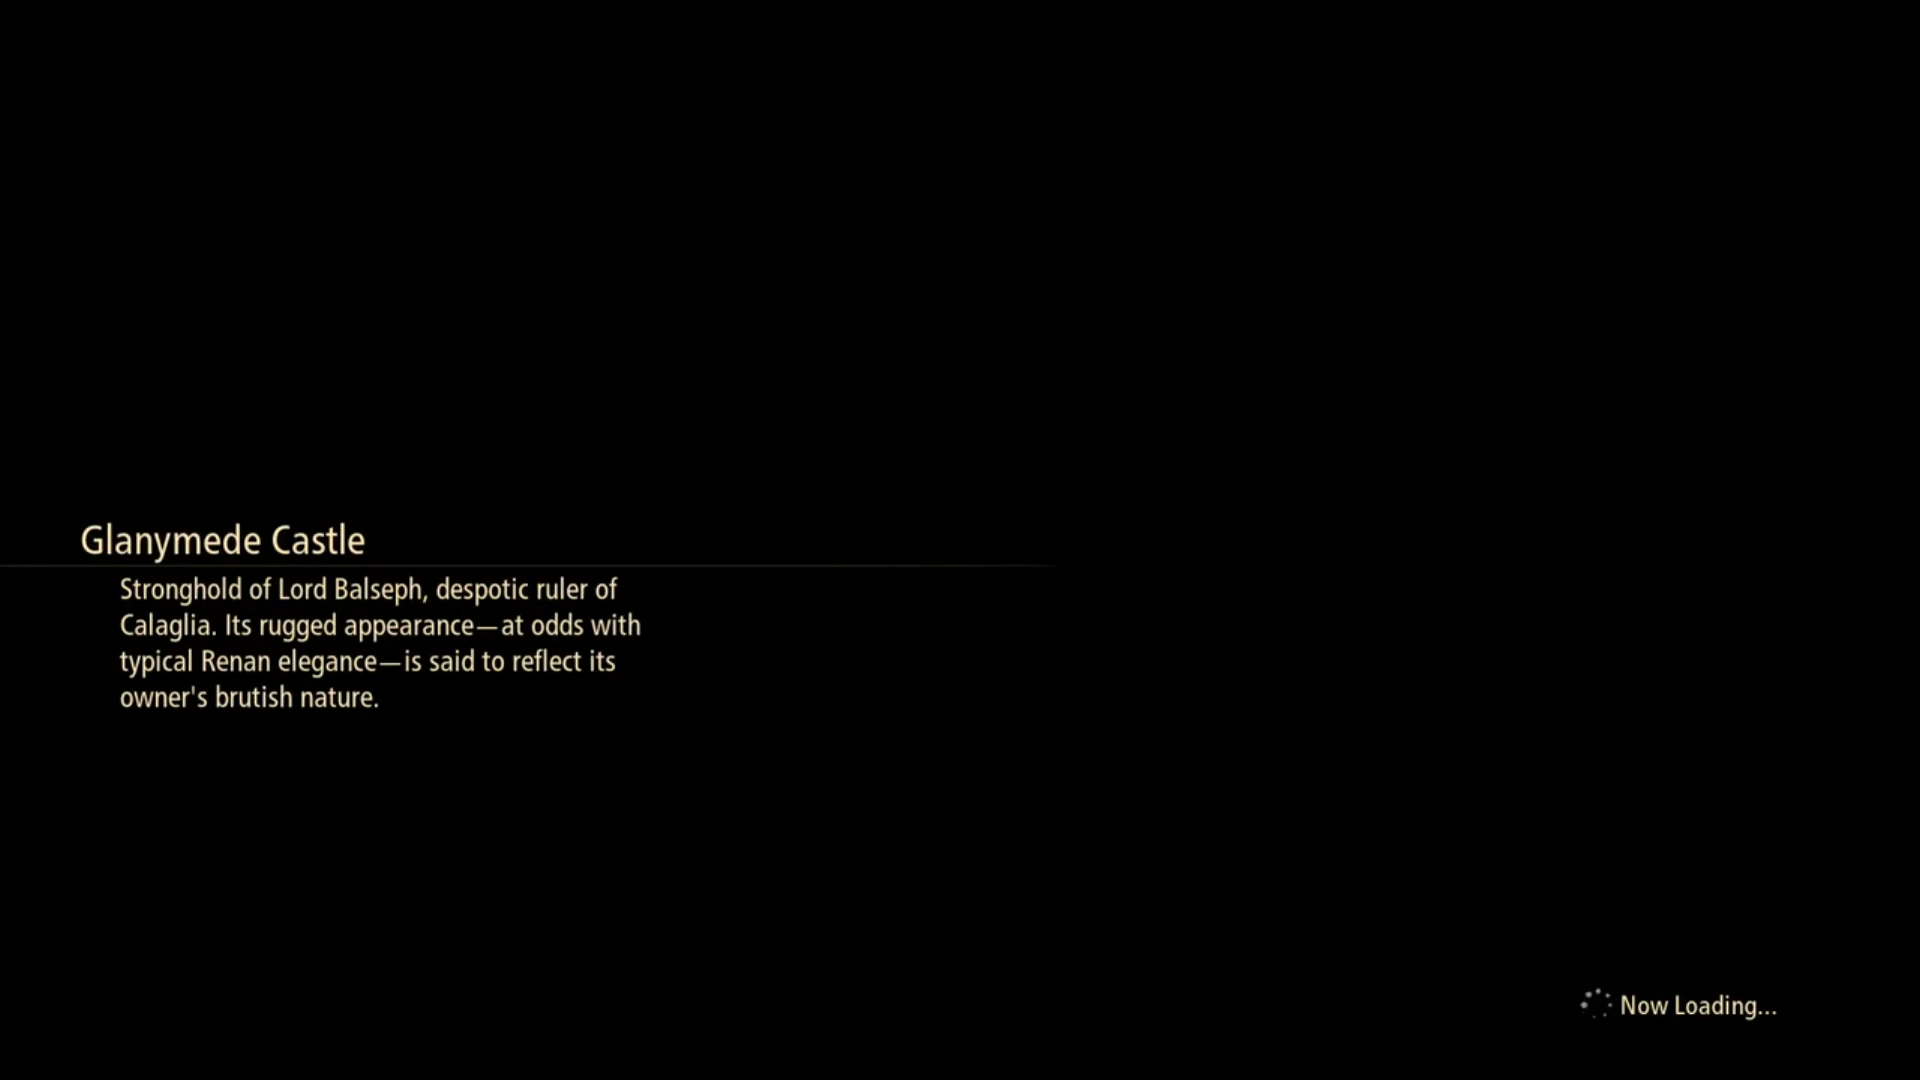 Glanymede Castle
Stronghold of Lord Balseph, despotic ruler of
Calaglia. Its rugged appearance—at odds with
typical Renan elegance—is said to reflect its
owner's brutish nature.
Now Loading...